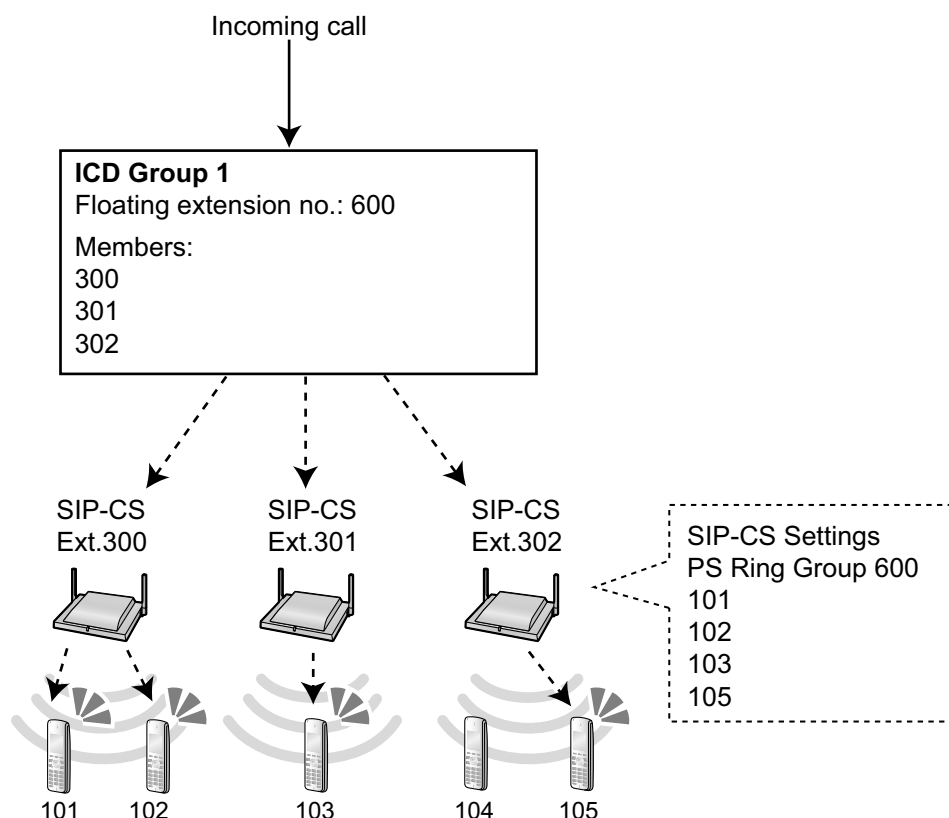 Incoming call
ICD Group 1
Floating extension no.: 600
Members:
300
301
302
SIP-CS
Ext.300
SIP-CS
Ext.301
SIP-CS
Ext.302
SIP-CS Settings
PS Ring Group 600
101
102
103
105
101
102
103
104
105